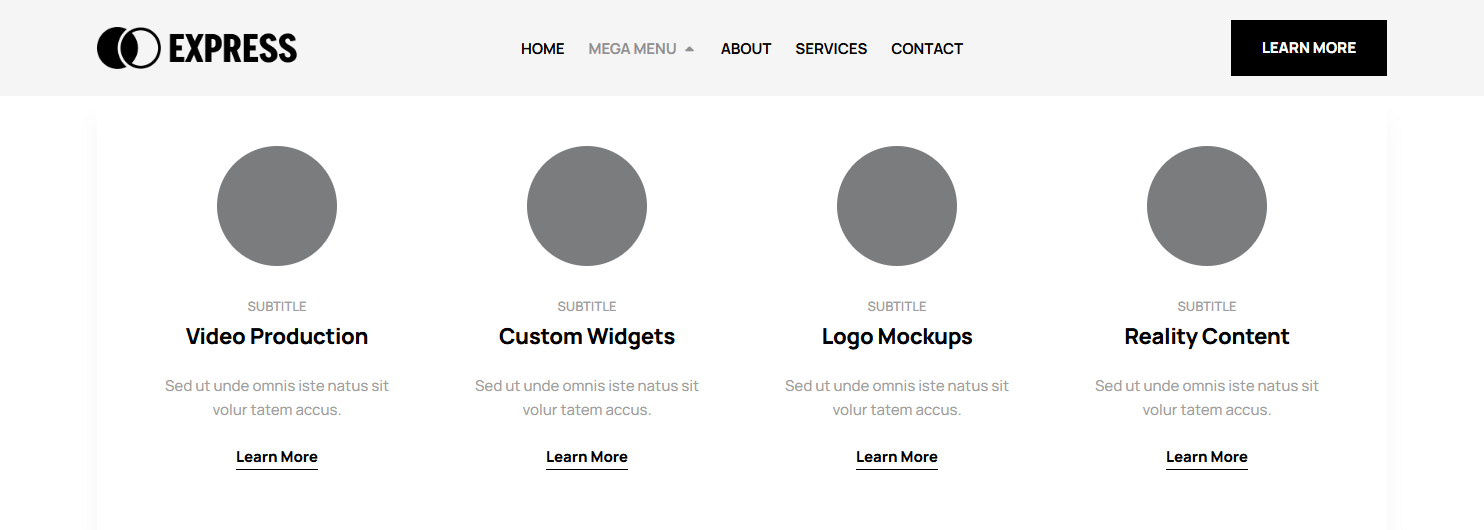 EXPRESS
HOME MEGA MENU ABOUT SERVICES CONTACT
LEARN MORE
SUBTITLE
Video Production
Sed ut unde omnis iste natus sit
volur tatem accus.
Learn More
SUBTITLE
Custom Widgets
Sed ut unde omnis iste natus sit
volur tatem accus.
Learn More
SUBTITLE
Logo Mockups
Sed ut unde omnis iste natus sit
volur tatem accus.
Learn More
SUBTITLE
Reality Content
Sed ut unde omnis iste natus sit
volur tatem accus.
Learn More